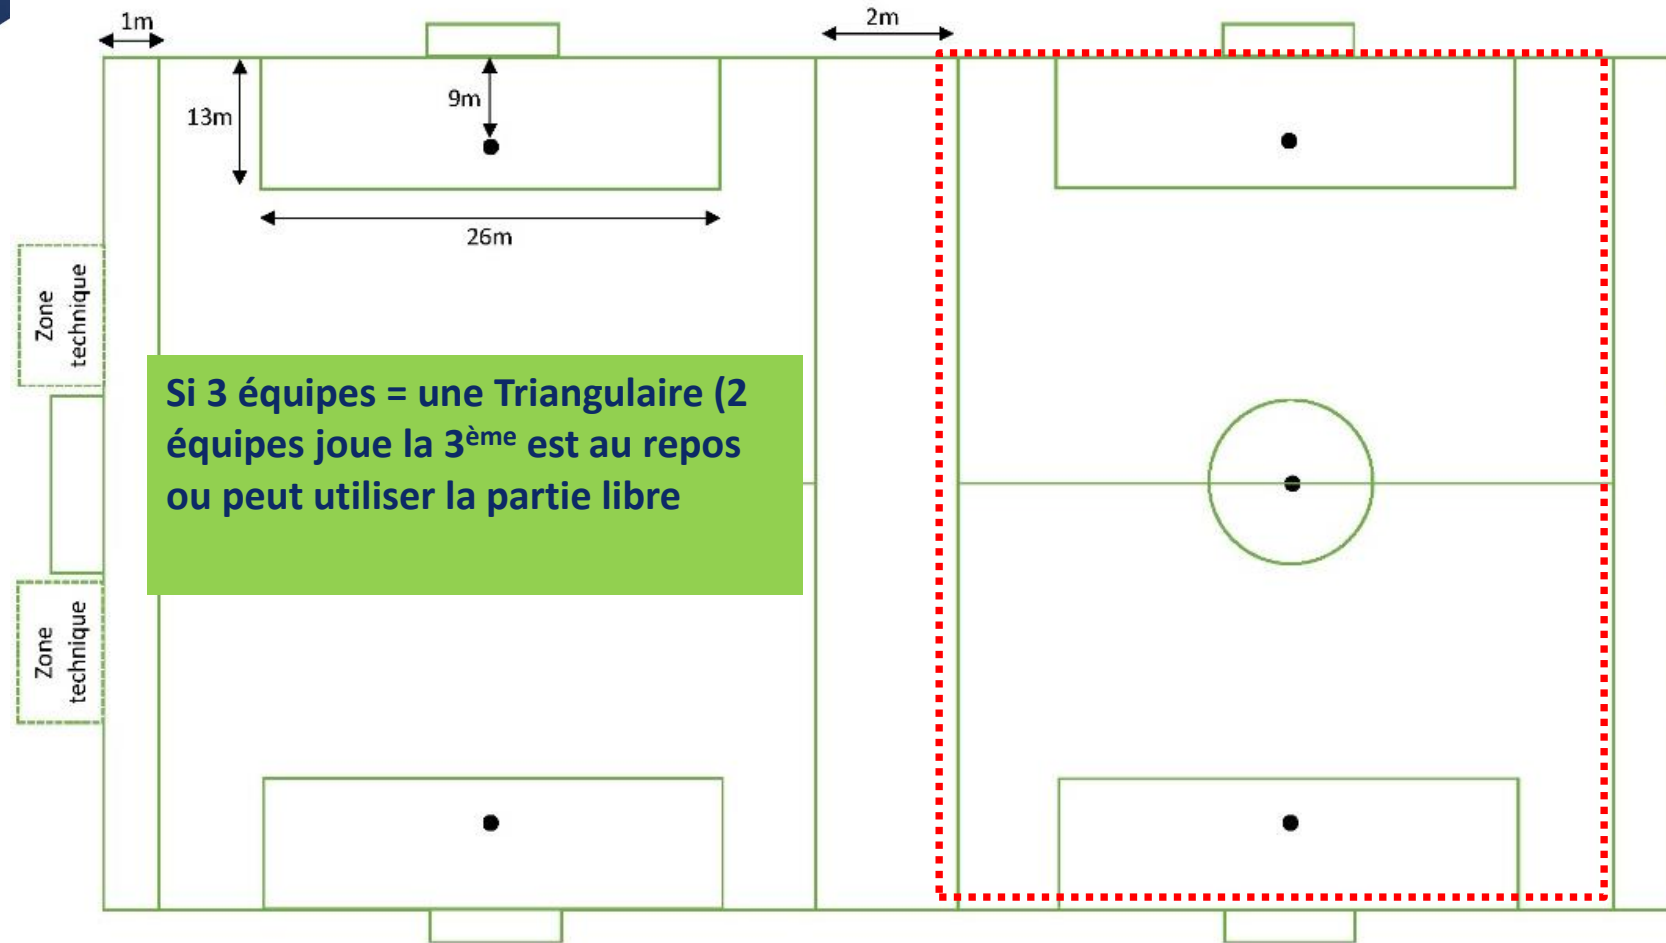 1m
2m
9m
13m
26m
Zone
technique
Si 3 équipes = une Triangulaire (2
équipes joue la 3ème est au repos
ou peut utiliser la partie libre
Zone
technique